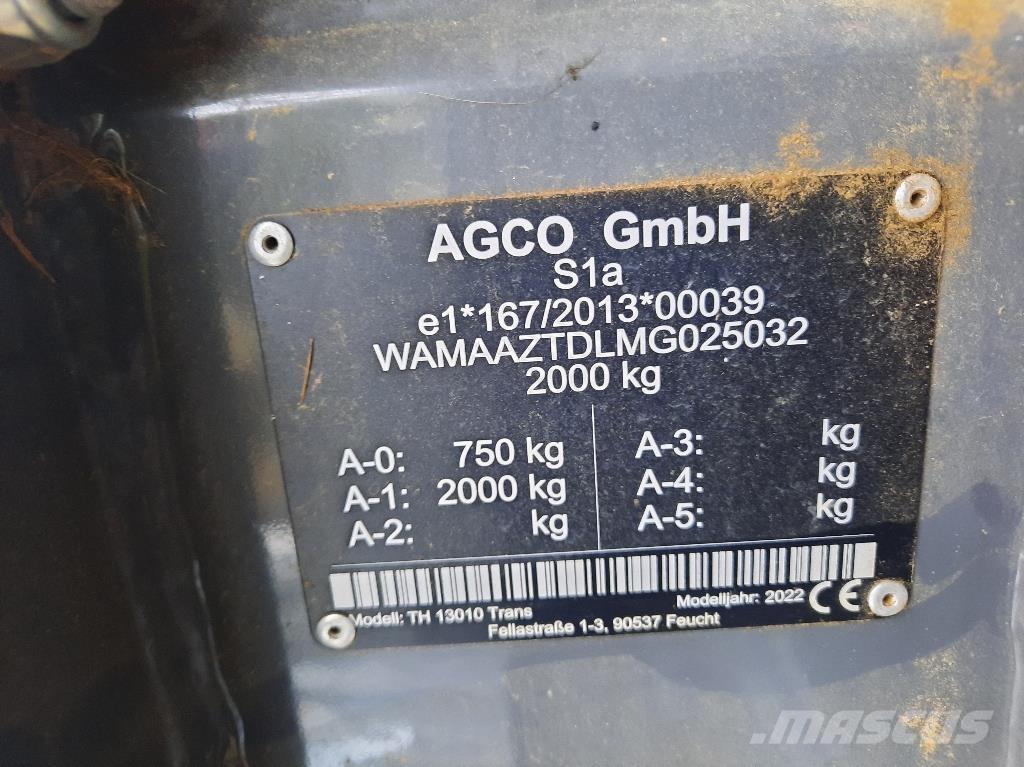 AGCO GmbH
S1a
e1*167/2013*00039
WAMAAZTDLMG025032
2000 kg
A-0: 750 kg
A-1: 2000 kg
A-2: kg
A-3: kg
A-4: kg
A-5: kg
Modell: TH 13010 Trans
Modelljahr: 2022 CE
Fellastraße 1-3, 90537 Feucht
MASCUS